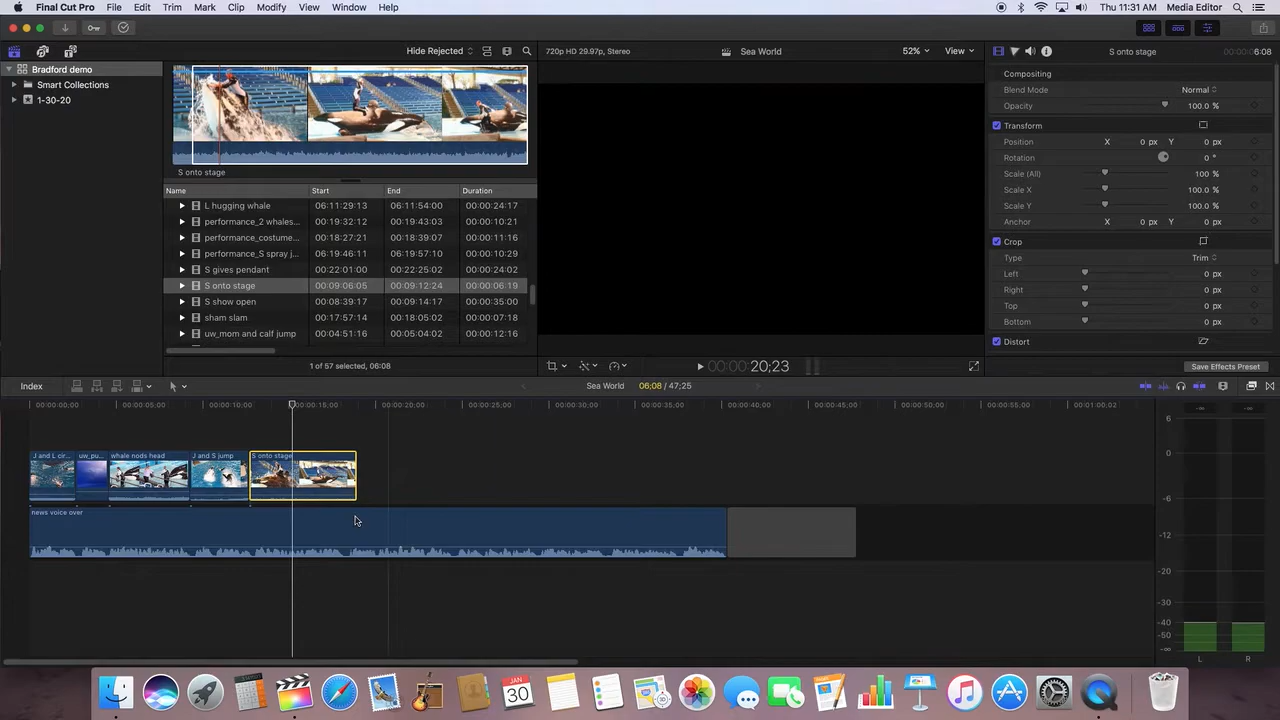 Final Cut Pro File Edit Trim Mark Clip Modify View Window Help Thu 11:31 AM Media Editor
Hide Rejected 720p HD 29.97p, Stereo Sea World 52% View S onto stage 6:08
Bradford demo
Smart Collections
1-30-20
S onto stage
Name Start End Duration
L hugging whale 06:11:29:13 06:11:54:00 00:00:24:17
performance_2 whales... 00:19:32:12 00:19:43:03 00:00:10:21
performance_costume... 00:18:27:21 00:18:39:07 00:00:11:16
performance_S spray j... 06:19:46:11 06:19:57:10 00:00:10:29
S gives pendant 00:22:01:00 00:22:25:02 00:00:24:02
S onto stage 00:09:06:05 00:09:12:24 00:00:06:19
S show open 00:08:39:17 00:09:14:17 00:00:35:00
sham slam 00:17:57:14 00:18:05:02 00:00:07:18
uw_mom and calf jump 00:04:51:16 00:05:04:02 00:00:12:16
1 of 57 selected, 06:08
00:00:20;23
Compositing
Blend Mode Normal
Opacity 100.0 %
Transform
Position X 0 px Y 0 px
Rotation 0 °
Scale (All) 100 %
Scale X 100.0 %
Scale Y 100.0 %
Anchor X 0 px Y 0 px
Crop
Type Trim
Left 0 px
Right 0 px
Top 0 px
Bottom 0 px
Distort
Save Effects Preset
Index Sea World 06;08 / 47;25
00:00:00;00 00:00:05;00 00:00:10;00 00:00:15;00 00:00:20;00 00:00:25;00 00:00:30;00 00:00:35;00 00:00:40;00 00:00:45;00 00:00:50;00 00:00:55;00 00:01:00;02
J and L cir... uw_pu... whale nods head J and S jump S onto stage
news voice over
6
0
-6
-12
-20
-30
-40
-50
-∞
L R
JAN
30